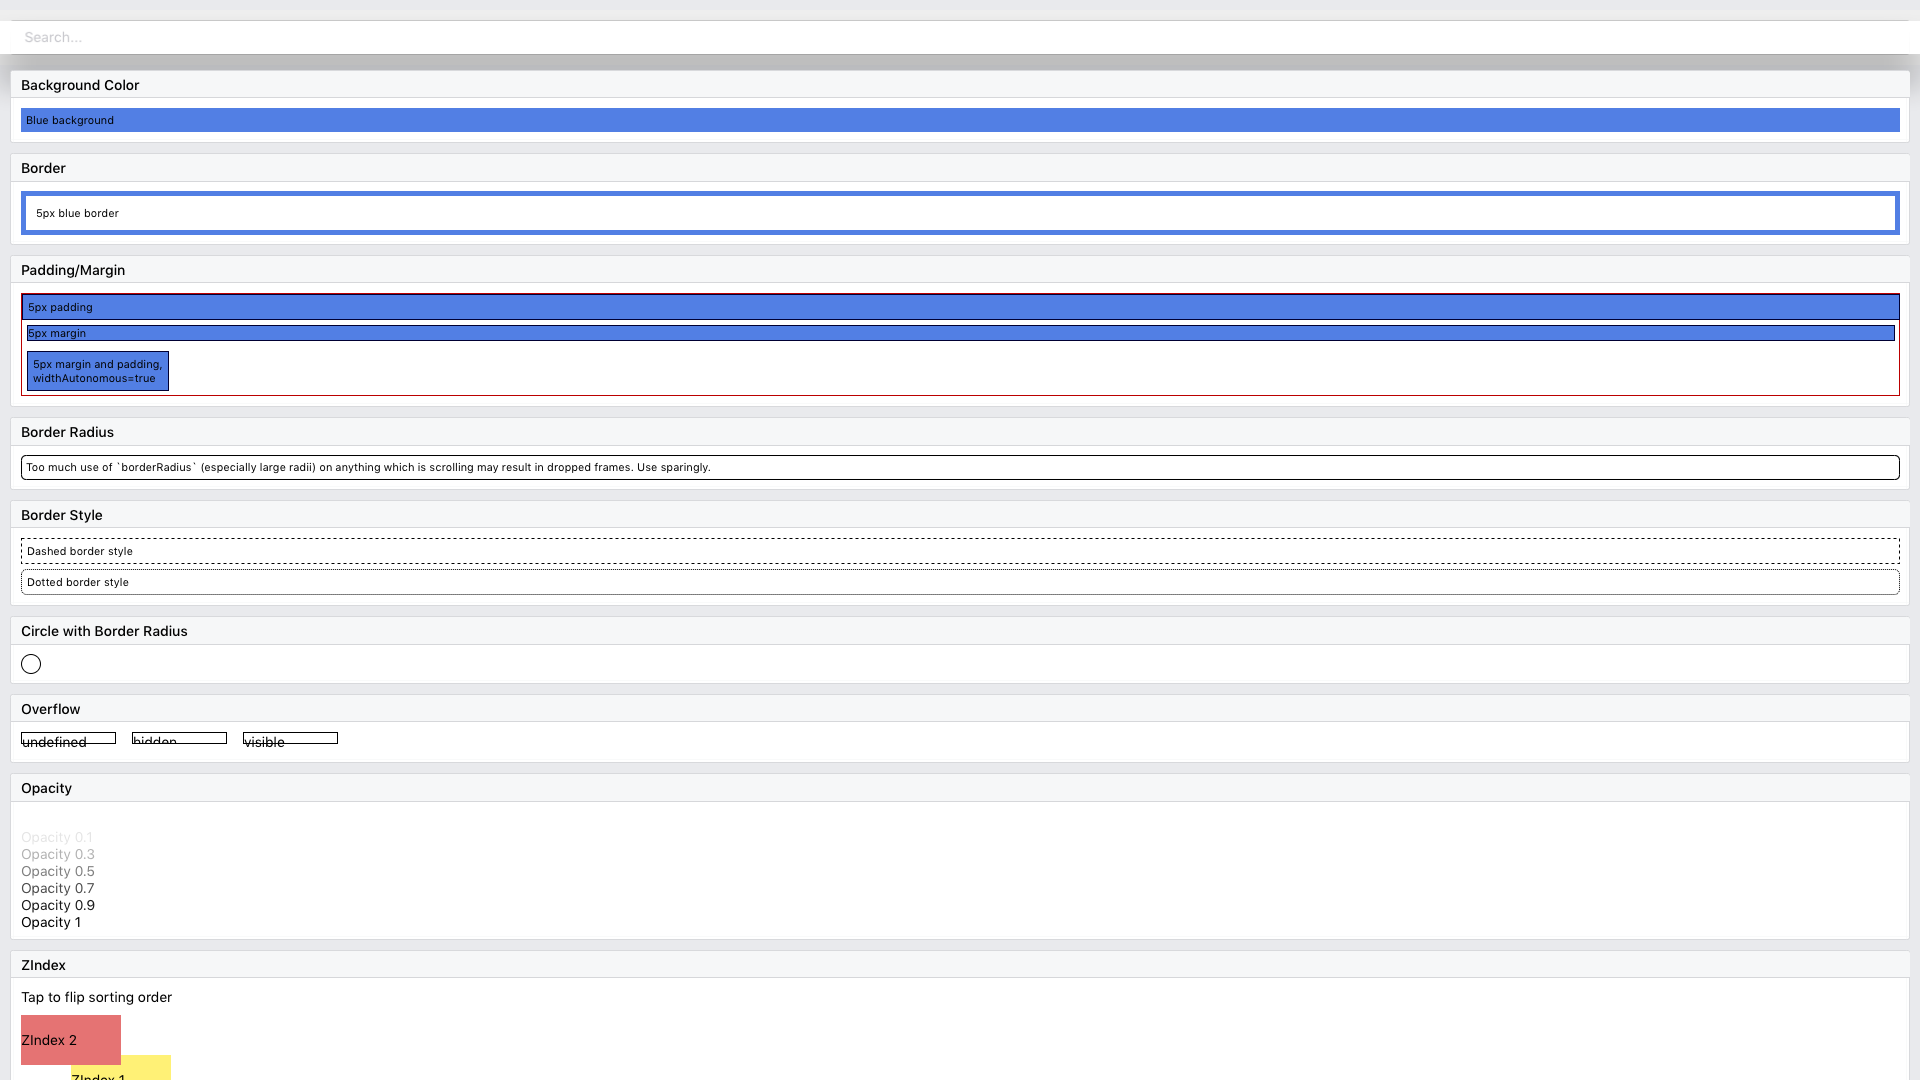 Search...
Background Color
Blue background
Border
5px blue border
Padding/Margin
5px padding
5px margin
5px margin and padding,
widthAutonomous=true
Border Radius
Too much use of `borderRadius` (especially large radii) on anything which is scrolling may result in dropped frames. Use sparingly.
Border Style
Dashed border style
Dotted border style
Circle with Border Radius
Overflow
undefined hidden visible
Opacity
Opacity 0.1
Opacity 0.3
Opacity 0.5
Opacity 0.7
Opacity 0.9
Opacity 1
ZIndex
Tap to flip sorting order
ZIndex 2
ZIndex 1